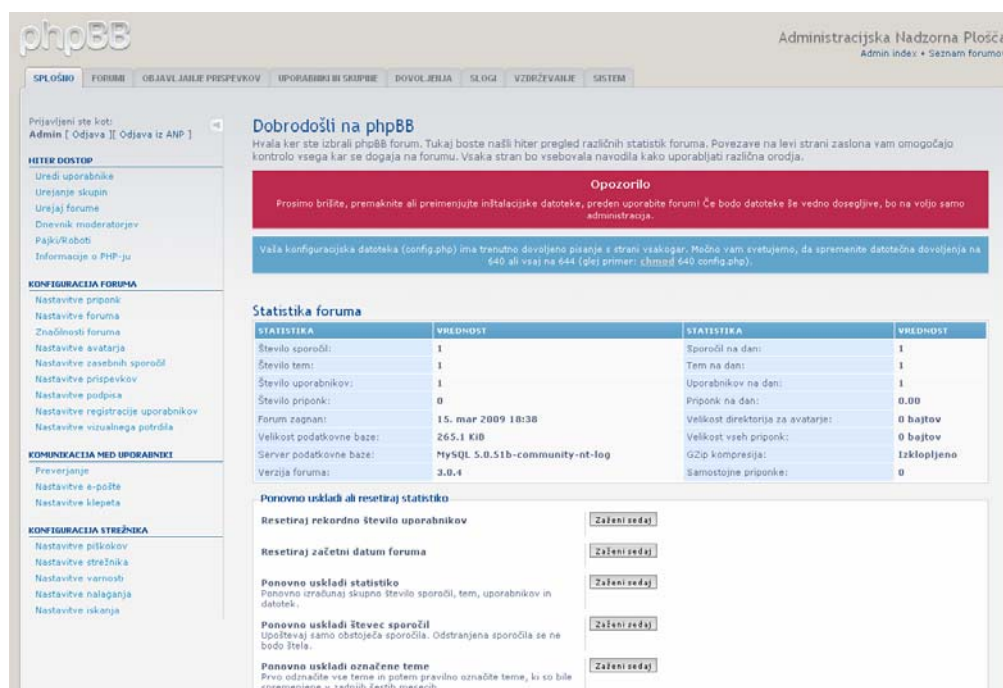 phpBB
Administracijska Nadzorna Plošča
Admin index • Seznam forumov
SPLOŠNO FORUMI OBJAVLJANJE PRISPEVKOV UPORABNIKI IN SKUPINE DOVOLJENJA SLOGI VZDRŽEVANJE SISTEM
Prijavljeni ste kot:
Admin [ Odjava ][ Odjava iz ANP ]
HITER DOSTOP
Uredi uporabnike
Urejanje skupin
Urejaj forume
Dnevnik moderatorjev
Pajki/Roboti
Informacije o PHP-ju
KONFIGURACIJA FORUMA
Nastavitve priponk
Nastavitve foruma
Značilnosti foruma
Nastavitve avatarja
Nastavitve zasebnih sporočil
Nastavitve prispevkov
Nastavitve podpisa
Nastavitve registracije uporabnikov
Nastavitve vizualnega potrdila
KOMUNIKACIJA MED UPORABNIKI
Preverjanje
Nastavitve e-pošte
Nastavitve klepeta
KONFIGURACIJA STREŽNIKA
Nastavitve piškokov
Nastavitve strežnika
Nastavitve varnosti
Nastavitve nalaganja
Nastavitve iskanja
Dobrodošli na phpBB
Hvala ker ste izbrali phpBB forum. Tukaj boste našli hiter pregled različnih statistik foruma. Povezave na levi strani zaslona vam omogočajo
kontrolo vsega kar se dogaja na forumu. Vsaka stran bo vsebovala navodila kako uporabljati različna orodja.
Opozorilo
Prosimo brišite, premaknite ali preimenjujte inštalacijske datoteke, preden uporabite forum! Če bodo datoteke še vedno dosegljive, bo na voljo samo
administracija.
Vaša konfiguracijska datoteka (config.php) ima trenutno dovoljeno pisanje s strani vsakogar. Močno vam svetujemo, da spremenite datotečna dovoljenja na
640 ali vsaj na 644 (glej primer: chmod 640 config.php).
Statistika foruma
STATISTIKA VREDNOST STATISTIKA VREDNOST
Število sporočil: 1 Sporočil na dan: 1
Število tem: 1 Tem na dan: 1
Število uporabnikov: 1 Uporabnikov na dan: 1
Število priponk: 0 Priponk na dan: 0.00
Forum zagnan: 15. mar 2009 18:38 Velikost direktorija za avatarje: 0 bajtov
Velikost podatkovne baze: 265.1 KiB Velikost vseh priponk: 0 bajtov
Server podatkovne baze: MySQL 5.0.51b-community-nt-log GZip kompresija: Izklopljeno
Verzija foruma: 3.0.4 Samostojne priponke: 0
Ponovno uskladi ali resetiraj statistiko
Resetiraj rekordno število uporabnikov Zaženi sedaj
Resetiraj začetni datum foruma Zaženi sedaj
Ponovno uskladi statistiko Zaženi sedaj
Ponovno izračunaj skupno število sporočil, tem, uporabnikov in
datotek.
Ponovno uskladi števec sporočil Zaženi sedaj
Upoštevaj samo obstoječa sporočila. Odstranjena sporočila se ne
bodo štela.
Ponovno uskladi označene teme Zaženi sedaj
Prvo odznačite vse teme in potem pravilno označite teme, ki so bile
spremenjene v zadnjih šestih mesecih.